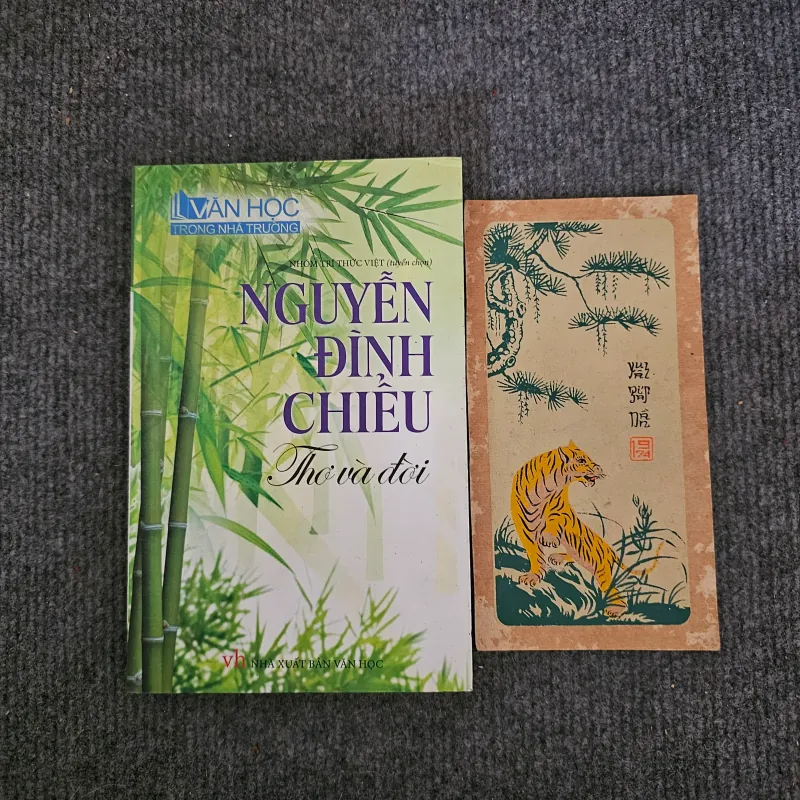 VĂN HỌC
TRONG NHÀ TRƯỜNG
NHÓM TRÍ THỨC VIỆT (tuyển chọn)
NGUYỄN
ĐÌNH
CHIỂU
Thơ và đời
vh NHÀ XUẤT BẢN VĂN HỌC
1974